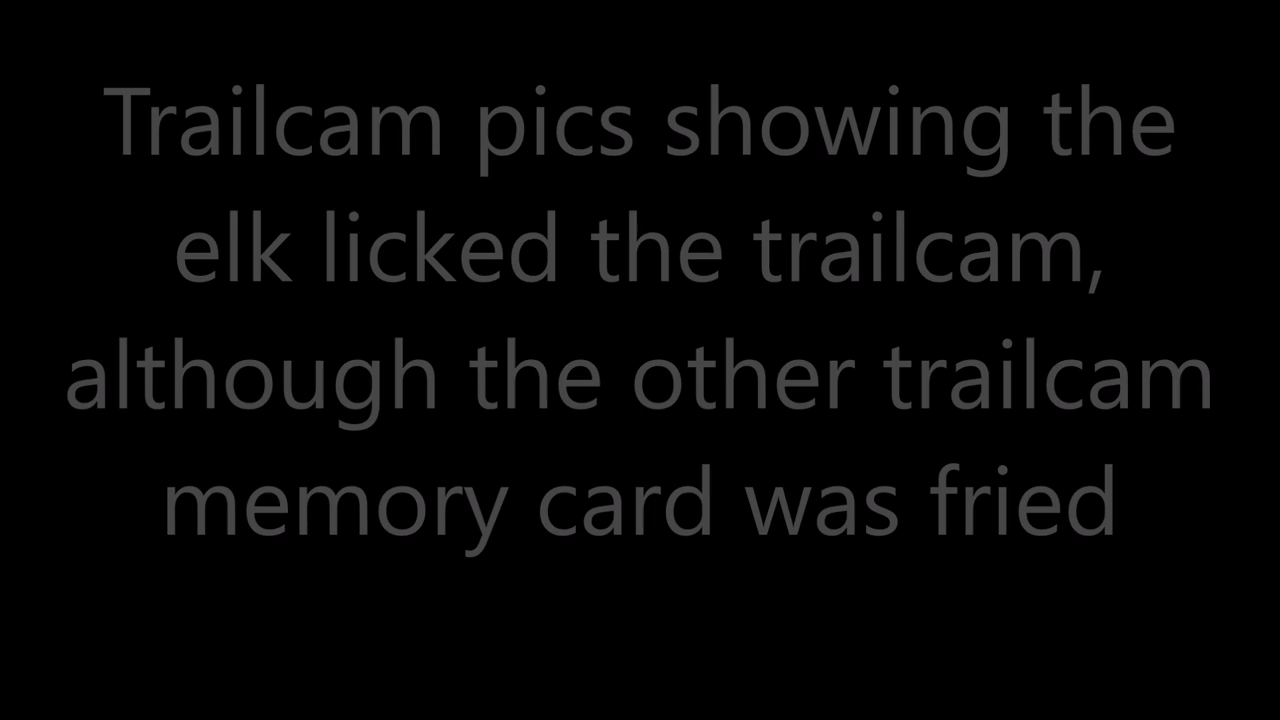 Trailcam pics showing the
elk licked the trailcam,
although the other trailcam
memory card was fried